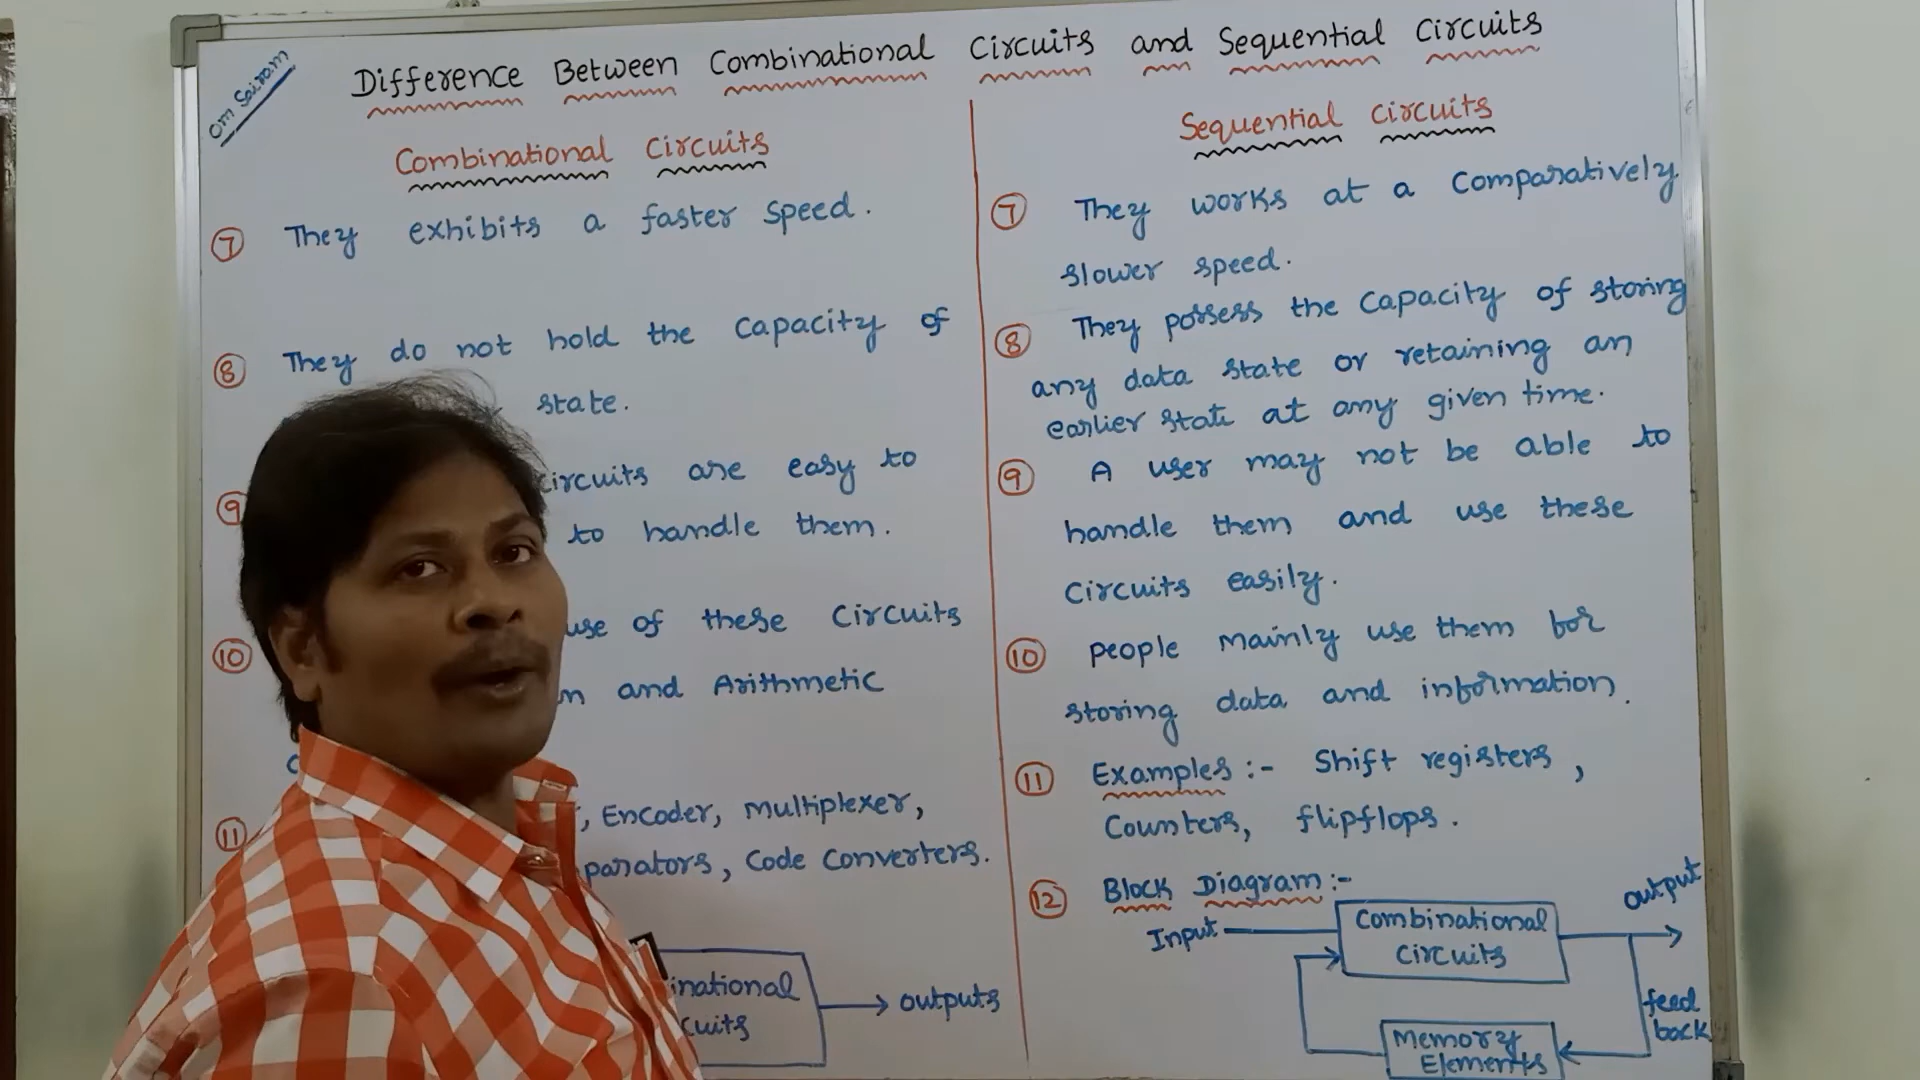 Om Sairam
Difference Between Combinational Circuits and Sequential Circuits
Combinational Circuits
⑦ They exhibits a faster speed.
⑧ They do not hold the capacity of
state.
⑨ circuits are easy to
to handle them.
⑩ use of these circuits
and Arithmetic
⑪ , Encoder, Multiplexer,
parators, Code Converters.
outputs
Sequential circuits
⑦ They works at a comparatively
slower speed.
⑧ They possess the capacity of storing
any data state or retaining an
earlier state at any given time.
⑨ A user may not be able to
handle them and use these
circuits easily.
⑩ people mainly use them for
storing data and information.
⑪ Examples :- Shift registers,
Counters, flipflops.
⑫ Block Diagram :-
Input
Combinational
circuits
output
feed
back
Memory
Elements